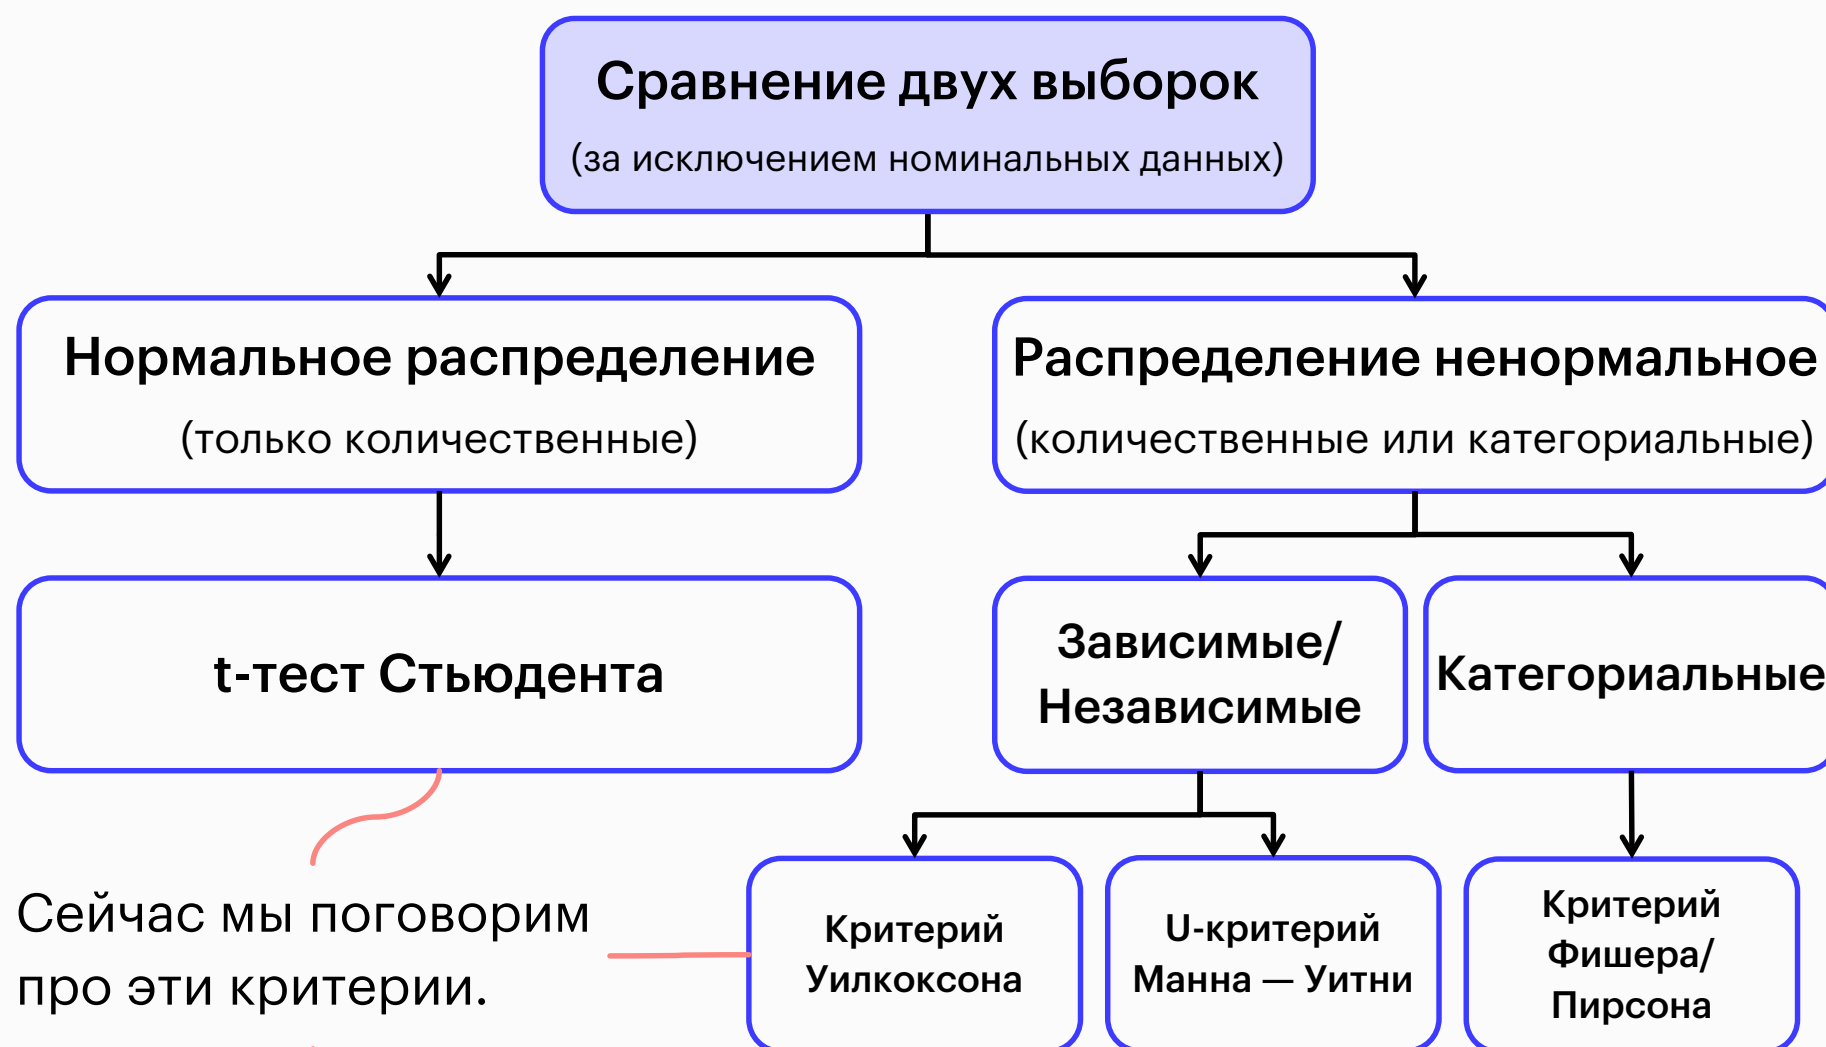 Сравнение двух выборок
(за исключением номинальных данных)
Нормальное распределение
(только количественные)
Распределение ненормальное
(количественные или категориальные)
t-тест Стьюдента
Зависимые/
Независимые
Категориальные
Сейчас мы поговорим
про эти критерии.
Критерий
Уилкоксона
U-критерий
Манна — Уитни
Критерий
Фишера/
Пирсона